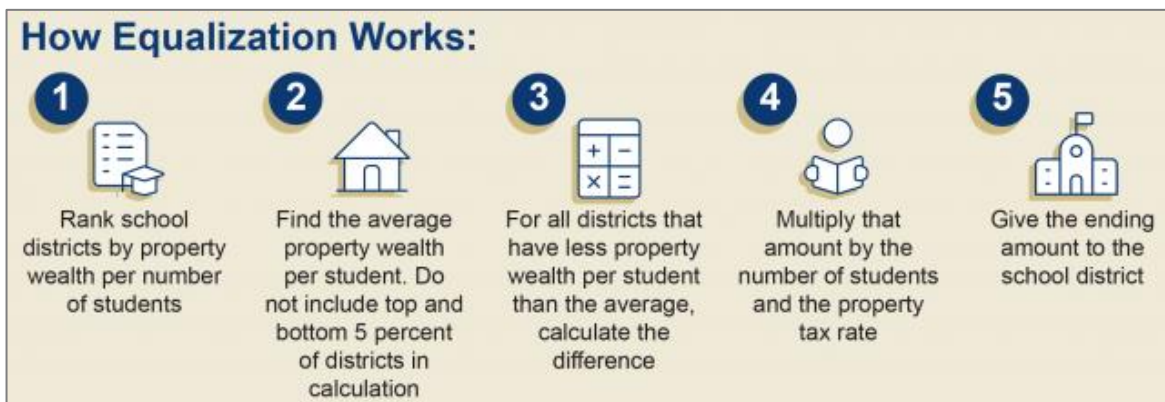 How Equalization Works:
1
Rank school
districts by property
wealth per number
of students
2
Find the average
property wealth
per student. Do
not include top and
bottom 5 percent
of districts in
calculation
3
+ −
× =
For all districts that
have less property
wealth per student
than the average,
calculate the
difference
4
Multiply that
amount by the
number of students
and the property
tax rate
5
Give the ending
amount to the
school district